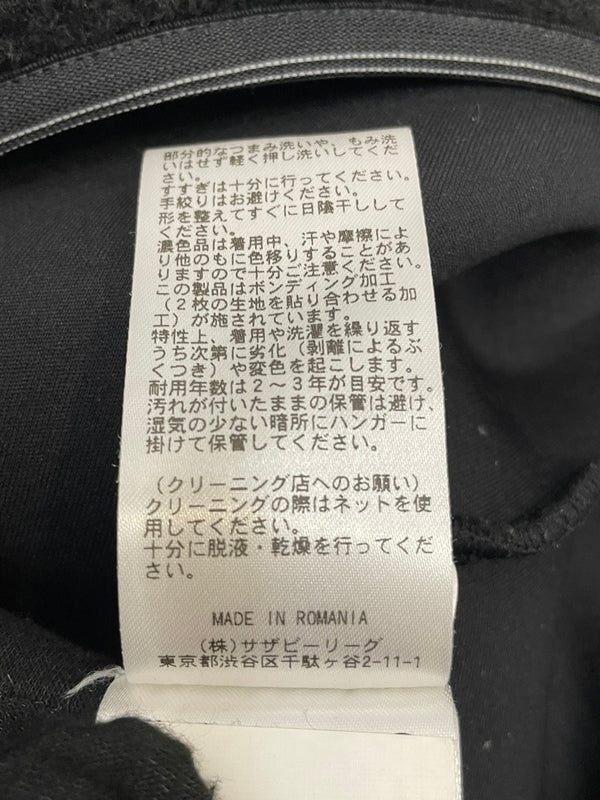 部分的なつまみ洗いや、もみ洗
いはせず軽く押し洗いしてくだ
さい。
すすぎは十分に行ってください。
手絞りはお避けください。
形を整えてすぐに日陰干しして
ください。
濃色品は着用中、汗や摩擦によ
り他のもに色移りすることがあ
りますので十分ご注意ください。
この製品はボンディング加工
（２枚の生地を貼り合わせる加
工）が施されています。
特性上、着用や洗濯を繰り返す
うち次第に劣化（剥離によるぶ
くつき）や変色を起こします。
耐用年数は２～３年が目安です。
汚れが付いたままの保管は避け、
湿気の少ない暗所にハンガーに
掛けて保管してください。
（クリーニング店へのお願い）
クリーニングの際はネットを使
用してください。
十分に脱液・乾燥を行ってくだ
さい。
MADE IN ROMANIA
（株）サザビーリーグ
東京都渋谷区千駄ヶ谷2-11-1